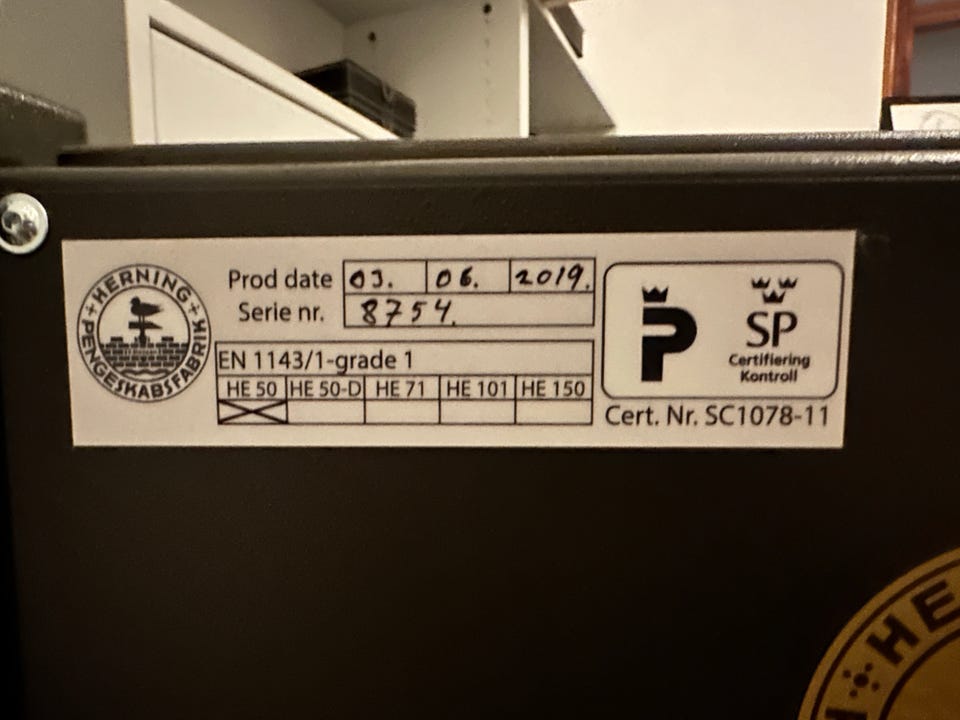 HERNING
PENGESKABSFABRIK
Prod date 03. 06. 2019.
Serie nr. 8754.
EN 1143/1-grade 1
HE 50 HE 50-D HE 71 HE 101 HE 150
P
SP
Certifiering
Kontroll
Cert. Nr. SC1078-11
HE